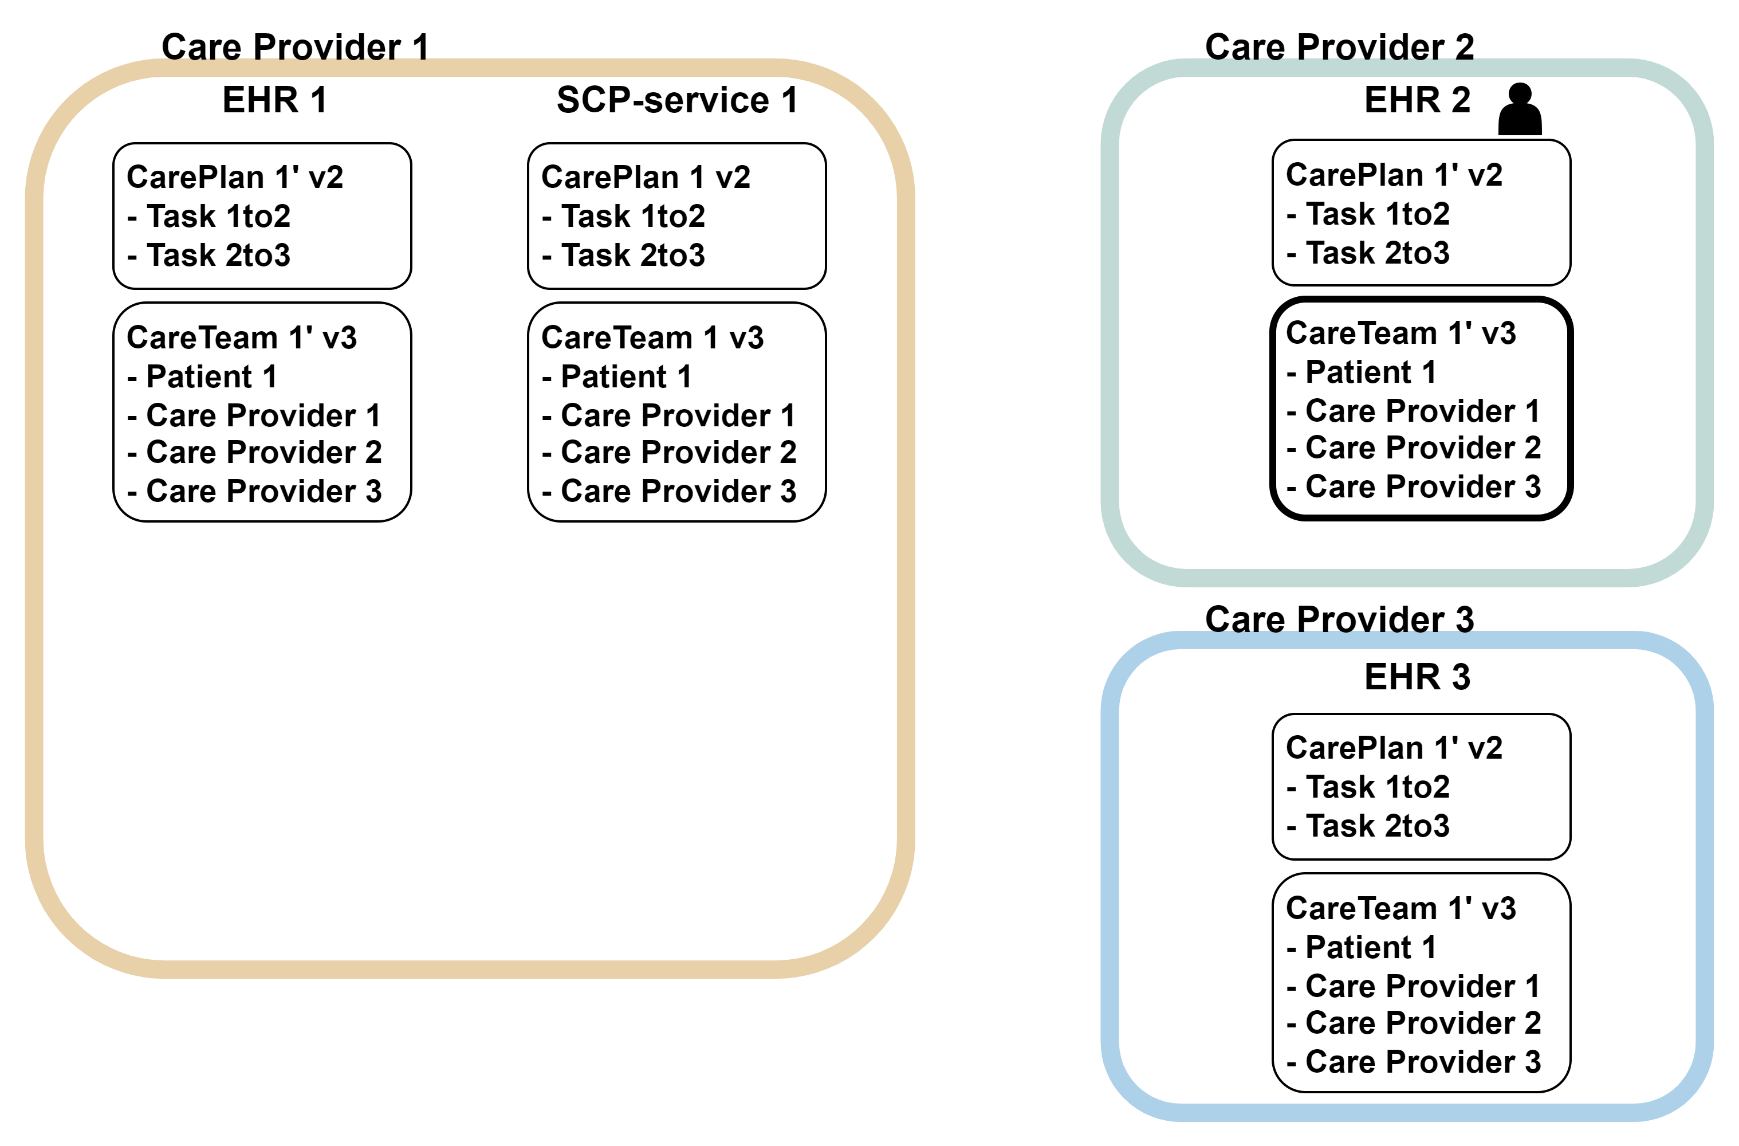 Care Provider 1
EHR 1
CarePlan 1' v2
- Task 1to2
- Task 2to3
CareTeam 1' v3
- Patient 1
- Care Provider 1
- Care Provider 2
- Care Provider 3
SCP-service 1
CarePlan 1 v2
- Task 1to2
- Task 2to3
CareTeam 1 v3
- Patient 1
- Care Provider 1
- Care Provider 2
- Care Provider 3
Care Provider 2
EHR 2
CarePlan 1' v2
- Task 1to2
- Task 2to3
CareTeam 1' v3
- Patient 1
- Care Provider 1
- Care Provider 2
- Care Provider 3
Care Provider 3
EHR 3
CarePlan 1' v2
- Task 1to2
- Task 2to3
CareTeam 1' v3
- Patient 1
- Care Provider 1
- Care Provider 2
- Care Provider 3